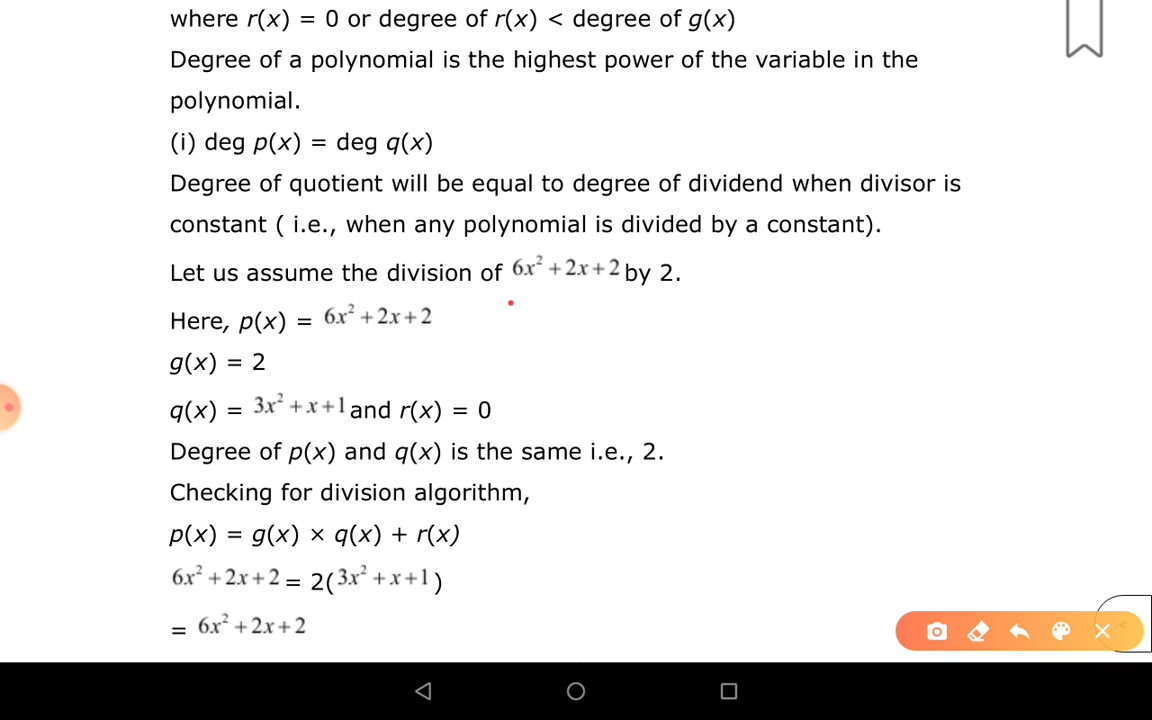 where r(x) = 0 or degree of r(x) < degree of g(x)
Degree of a polynomial is the highest power of the variable in the
polynomial.
(i) deg p(x) = deg q(x)
Degree of quotient will be equal to degree of dividend when divisor is
constant ( i.e., when any polynomial is divided by a constant).
Let us assume the division of 6x² + 2x + 2 by 2.
Here, p(x) = 6x² + 2x + 2
g(x) = 2
q(x) = 3x² + x + 1 and r(x) = 0
Degree of p(x) and q(x) is the same i.e., 2.
Checking for division algorithm,
p(x) = g(x) × q(x) + r(x)
6x² + 2x + 2 = 2(3x² + x + 1)
= 6x² + 2x + 2